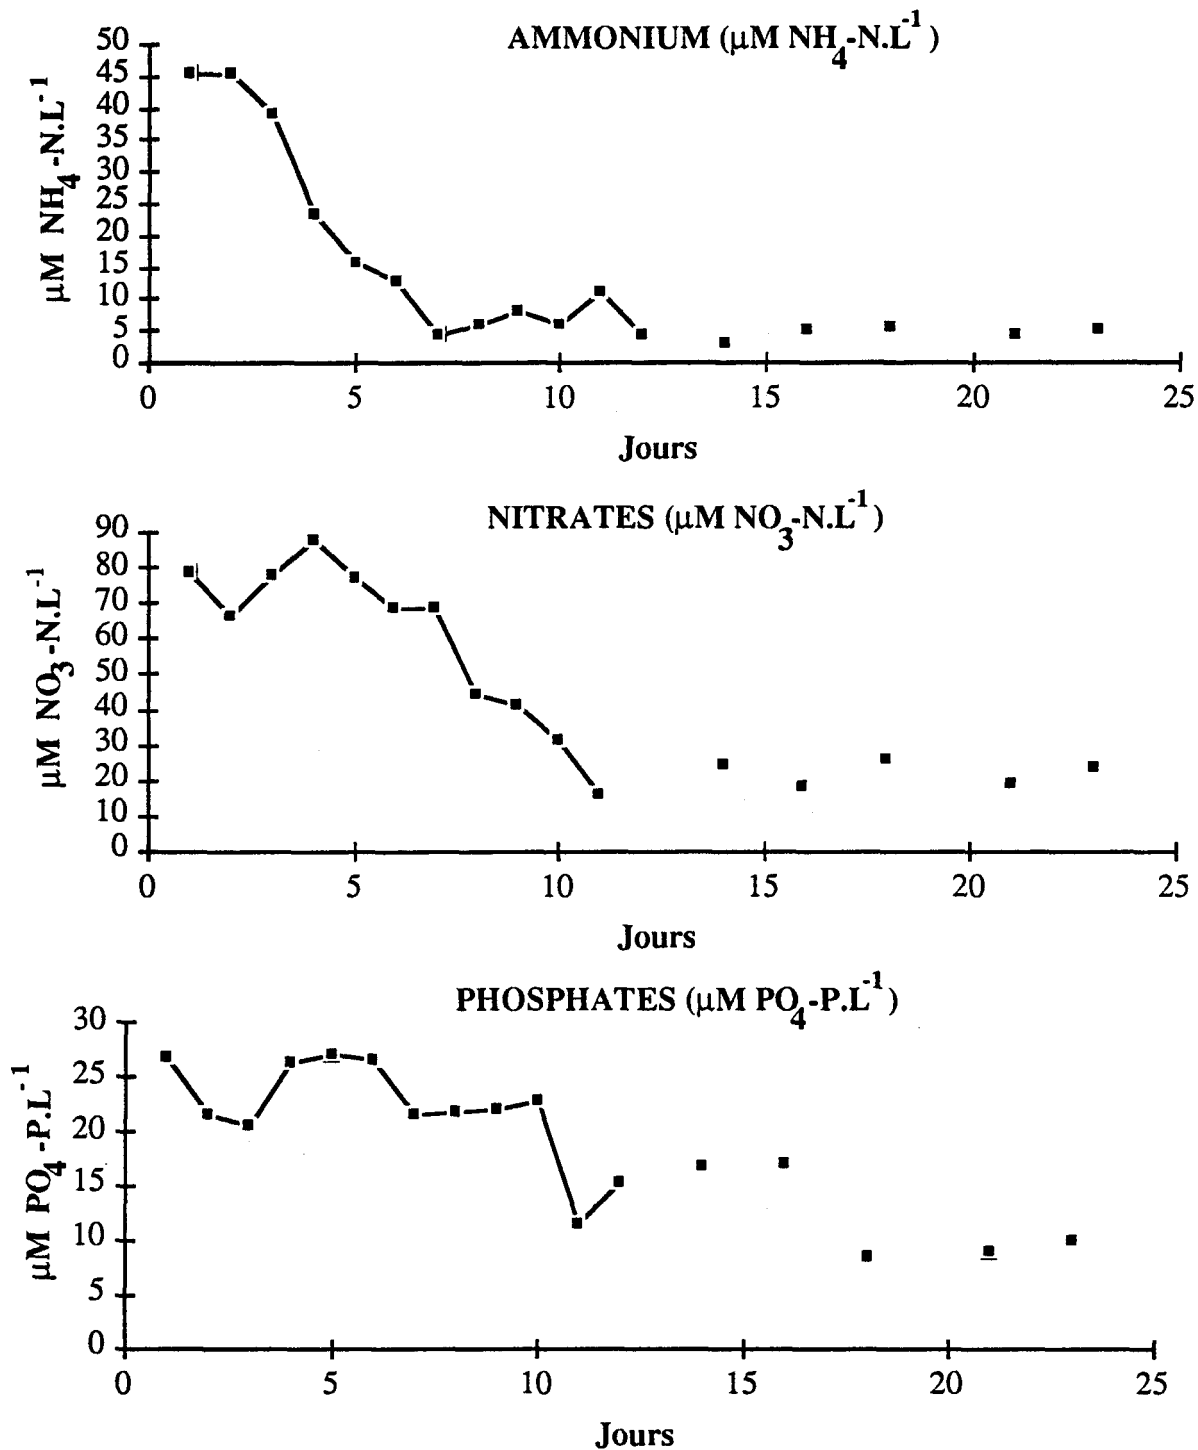 AMMONIUM (µM NH4-N.L-1)
µM NH4-N.L-1
50
45
40
35
30
25
20
15
10
5
0
0 5 10 15 20 25
Jours
NITRATES (µM NO3-N.L-1)
µM NO3-N.L-1
90
80
70
60
50
40
30
20
10
0
0 5 10 15 20 25
Jours
PHOSPHATES (µM PO4-P.L-1)
µM PO4-P.L-1
30
25
20
15
10
5
0
0 5 10 15 20 25
Jours